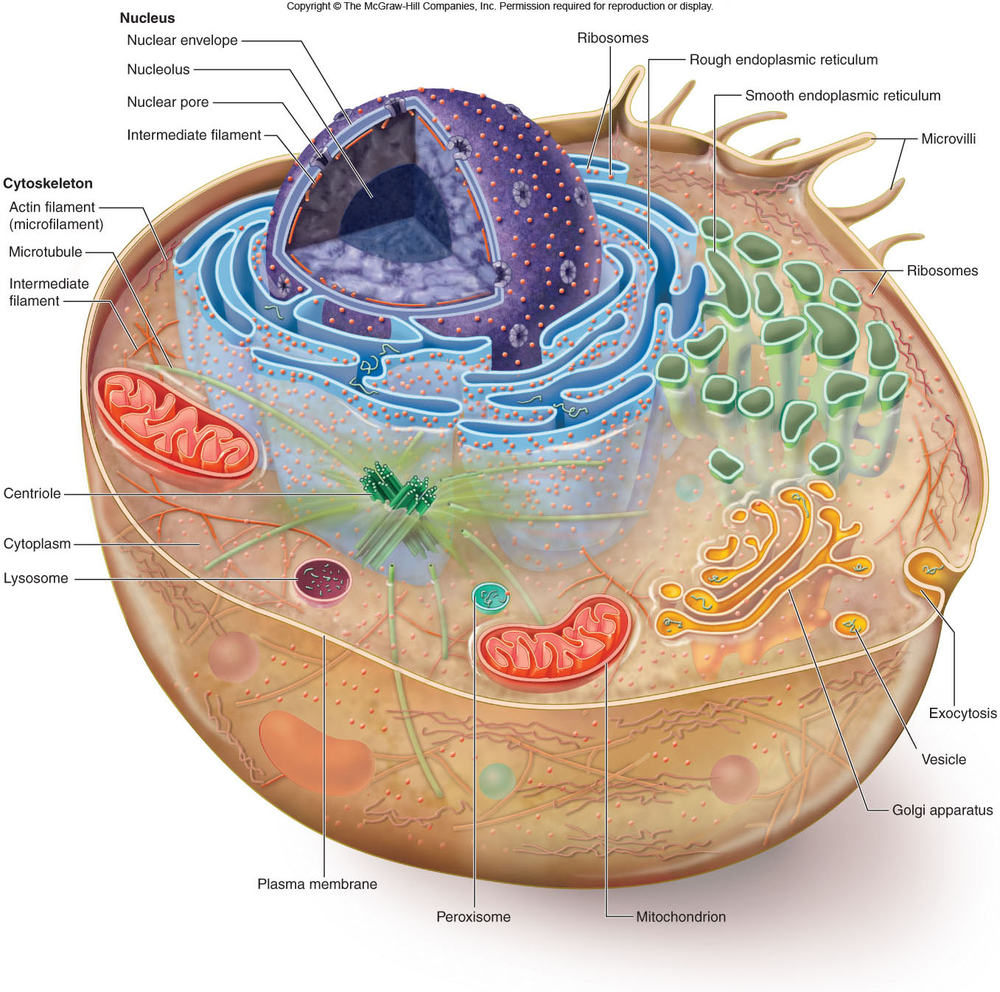 Copyright © The McGraw-Hill Companies, Inc. Permission required for reproduction or display.
Nucleus
Nuclear envelope
Nucleolus
Nuclear pore
Intermediate filament
Cytoskeleton
Actin filament
(microfilament)
Microtubule
Intermediate
filament
Centriole
Cytoplasm
Lysosome
Ribosomes
Rough endoplasmic reticulum
Smooth endoplasmic reticulum
Microvilli
Ribosomes
Exocytosis
Vesicle
Golgi apparatus
Plasma membrane
Peroxisome
Mitochondrion